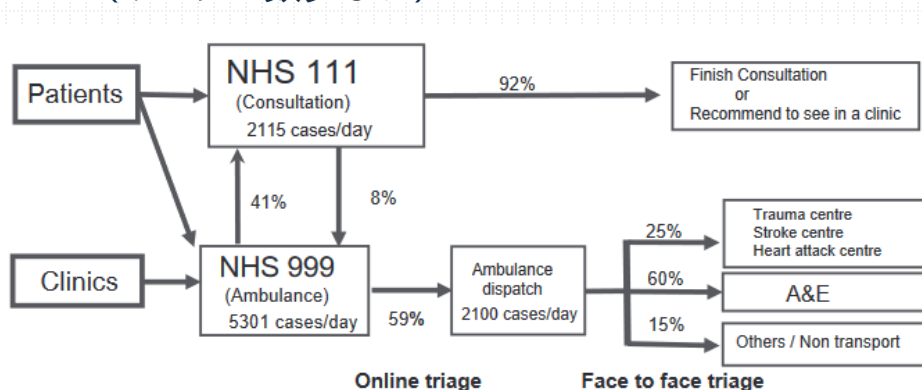 Patients
NHS 111
(Consultation)
2115 cases/day
92%
Finish Consultation
or
Recommend to see in a clinic
41%
8%
Clinics
NHS 999
(Ambulance)
5301 cases/day
59%
Ambulance
dispatch
2100 cases/day
25%
Trauma centre
Stroke centre
Heart attack centre
60%
A&E
15%
Others / Non transport
Online triage
Face to face triage